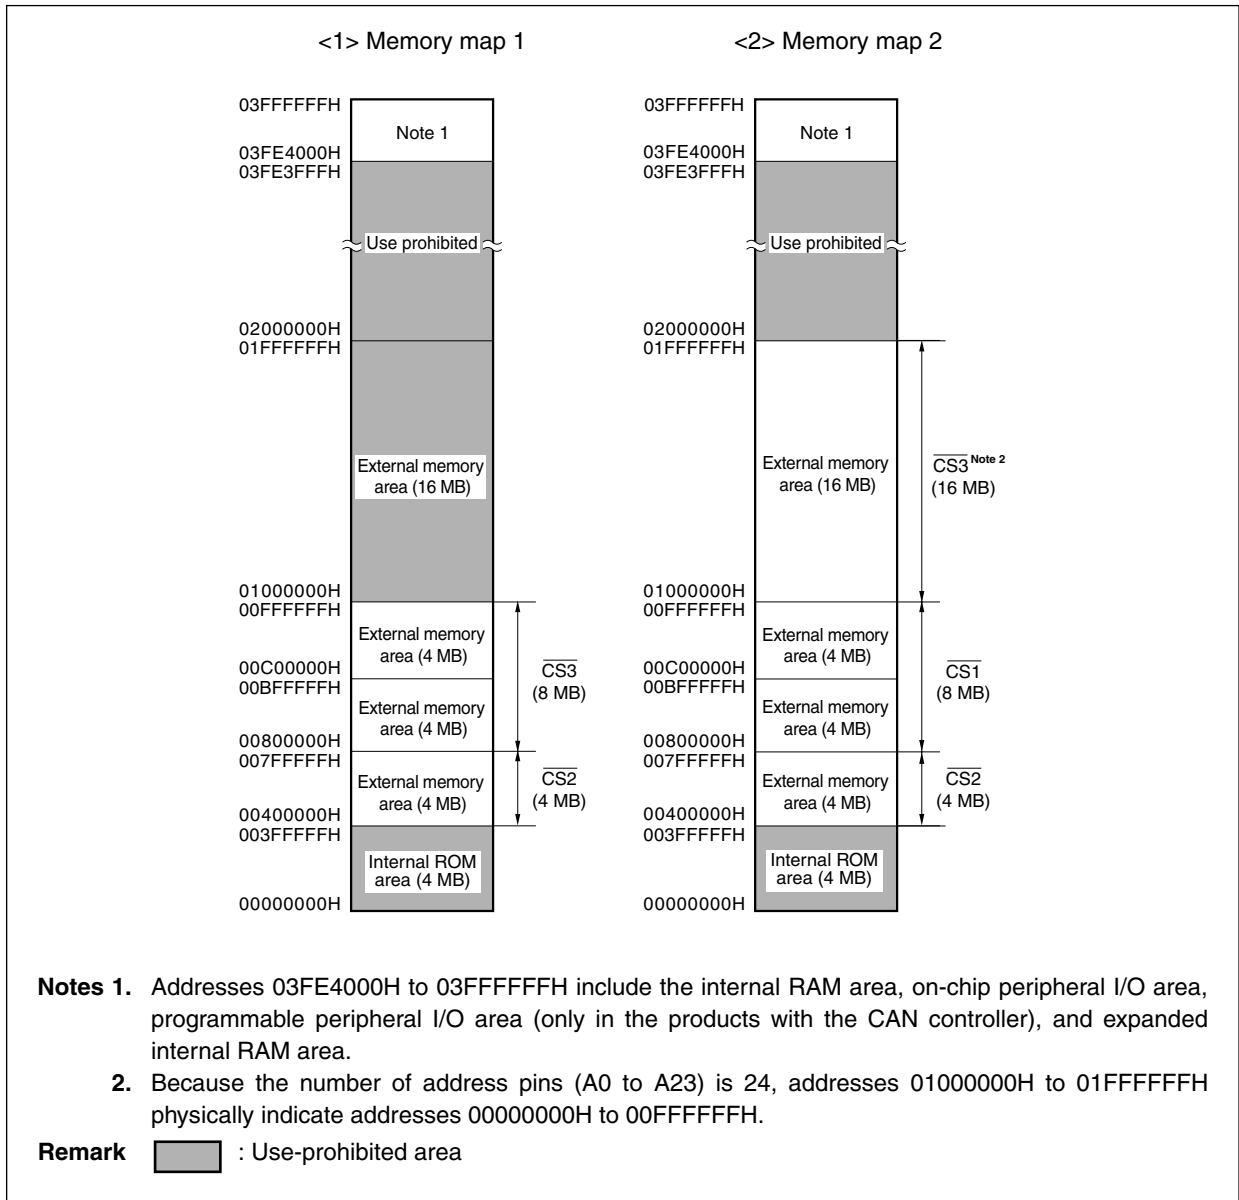 <1> Memory map 1
03FFFFFFH
Note 1
03FE4000H
03FE3FFFH
Use prohibited
02000000H
01FFFFFFH
External memory
area (16 MB)
01000000H
00FFFFFFH
External memory
area (4 MB)
00C00000H
00BFFFFFH
External memory
area (4 MB)
00800000H
007FFFFFH
External memory
area (4 MB)
00400000H
003FFFFFH
Internal ROM
area (4 MB)
00000000H
CS3
(8 MB)
CS2
(4 MB)
<2> Memory map 2
03FFFFFFH
Note 1
03FE4000H
03FE3FFFH
Use prohibited
02000000H
01FFFFFFH
External memory
area (16 MB)
01000000H
00FFFFFFH
External memory
area (4 MB)
00C00000H
00BFFFFFH
External memory
area (4 MB)
00800000H
007FFFFFH
External memory
area (4 MB)
00400000H
003FFFFFH
Internal ROM
area (4 MB)
00000000H
CS3 Note 2
(16 MB)
CS1
(8 MB)
CS2
(4 MB)
Notes 1. Addresses 03FE4000H to 03FFFFFFH include the internal RAM area, on-chip peripheral I/O area,
programmable peripheral I/O area (only in the products with the CAN controller), and expanded
internal RAM area.
2. Because the number of address pins (A0 to A23) is 24, addresses 01000000H to 01FFFFFFH
physically indicate addresses 00000000H to 00FFFFFFH.
Remark : Use-prohibited area